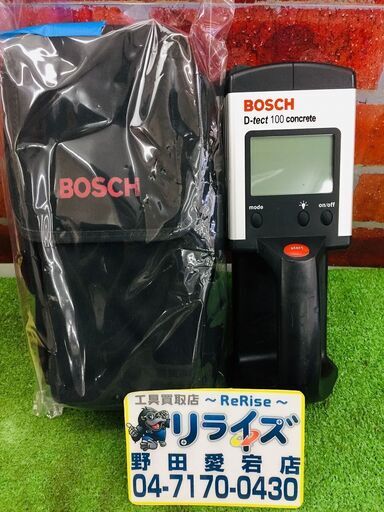 BOSCH
BOSCH
D-tect 100 concrete
mode
on/off
start
工具買取店 ～ReRise～
リライズ
野田愛宕店
04-7170-0430